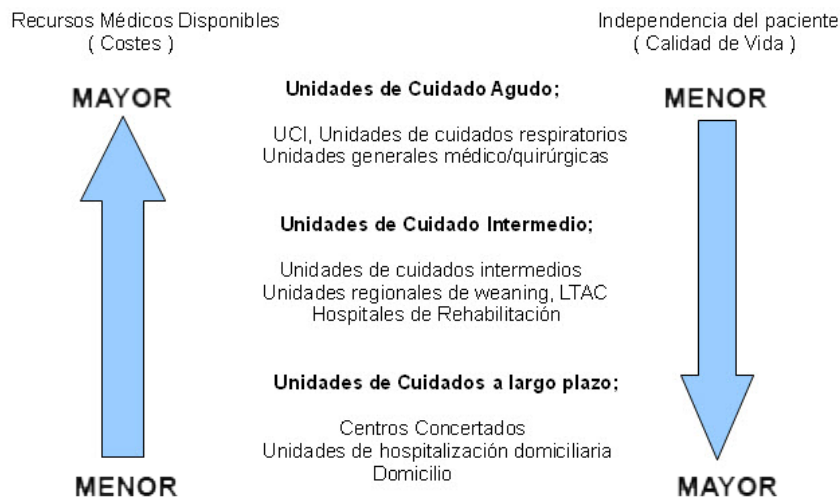 Recursos Médicos Disponibles
( Costes )
Independencia del paciente
( Calidad de Vida )
MAYOR
MENOR
Unidades de Cuidado Agudo;
UCI, Unidades de cuidados respiratorios
Unidades generales médico/quirúrgicas
Unidades de Cuidado Intermedio;
Unidades de cuidados intermedios
Unidades regionales de weaning, LTAC
Hospitales de Rehabilitación
Unidades de Cuidados a largo plazo;
Centros Concertados
Unidades de hospitalización domiciliaria
Domicilio
MENOR
MAYOR